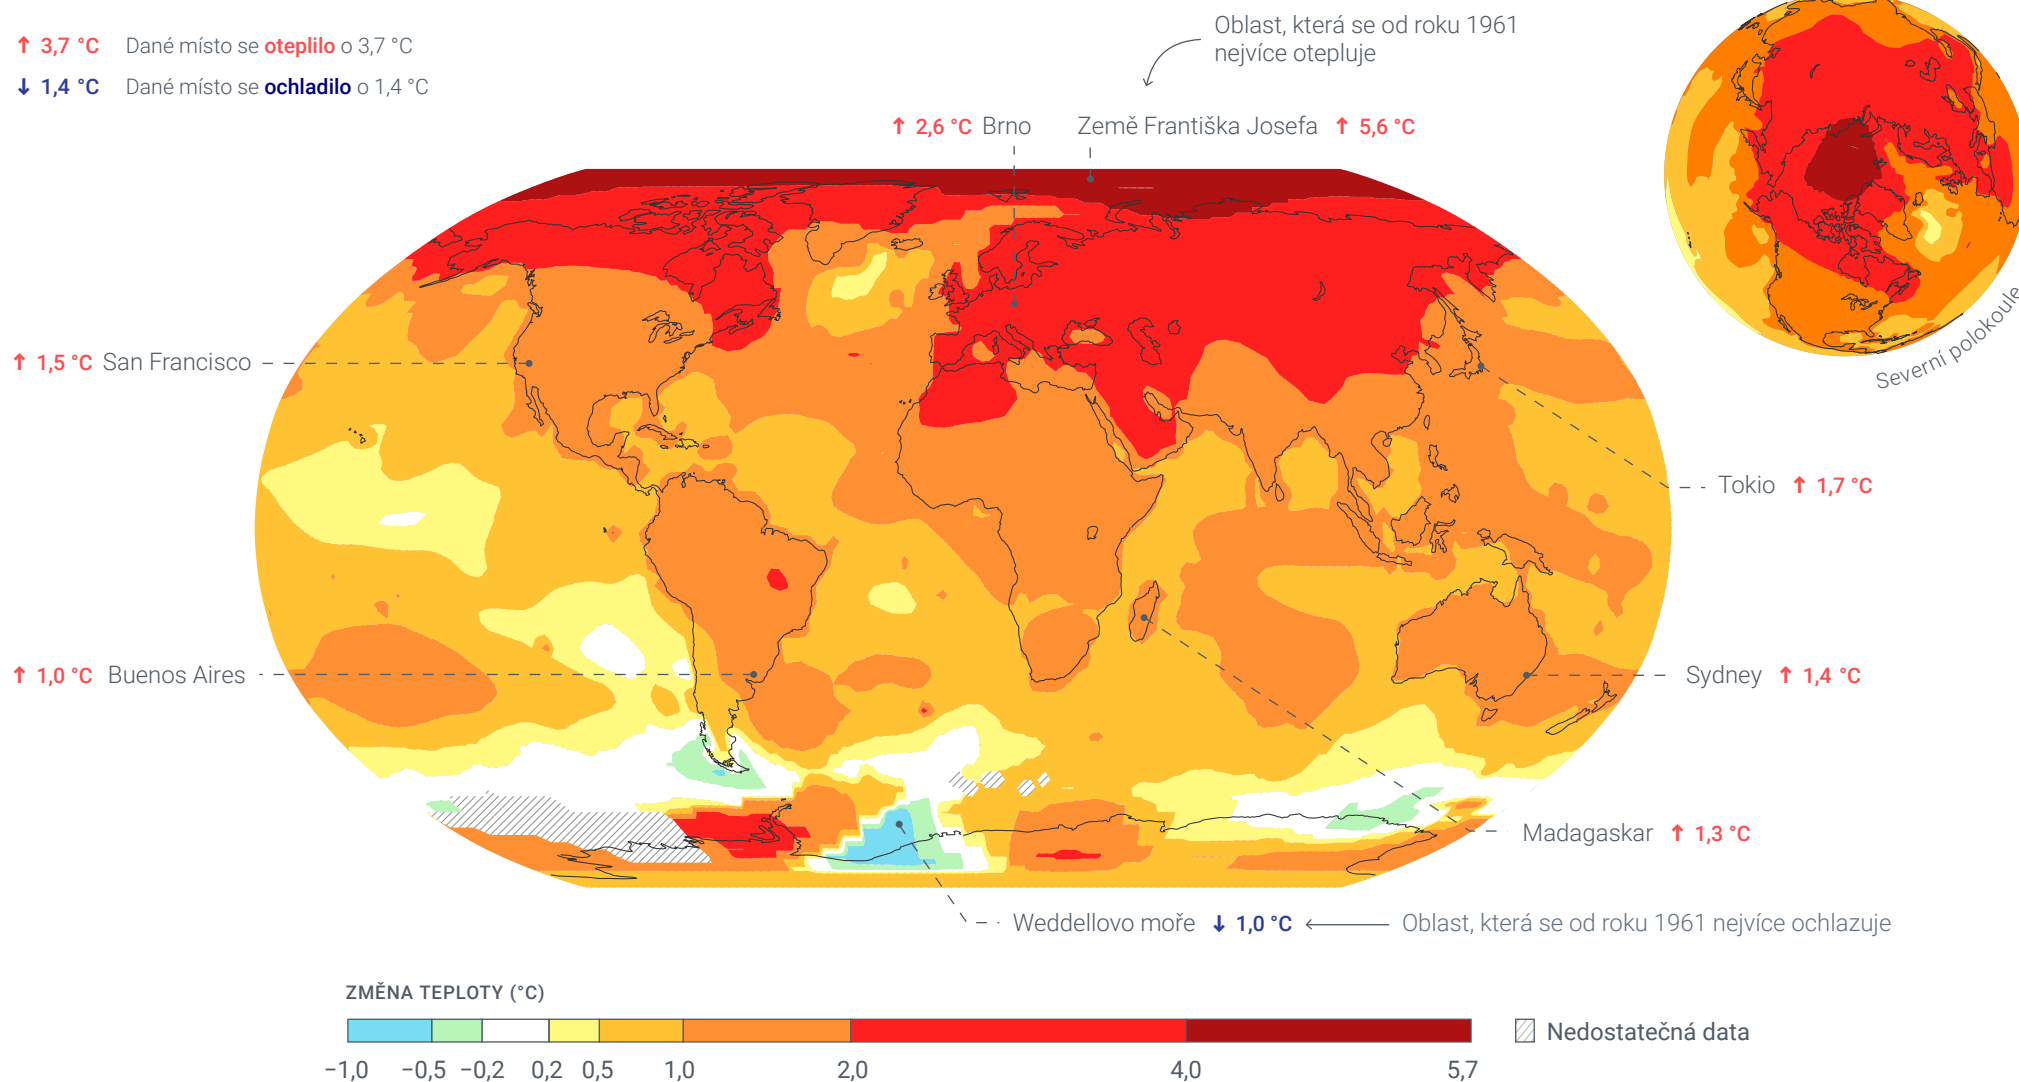 ↑ 3,7 °C Dané místo se oteplilo o 3,7 °C
↓ 1,4 °C Dané místo se ochladilo o 1,4 °C
Oblast, která se od roku 1961
nejvíce otepluje
↑ 2,6 °C Brno
Země Františka Josefa ↑ 5,6 °C
Severní polokoule
↑ 1,5 °C San Francisco
Tokio ↑ 1,7 °C
↑ 1,0 °C Buenos Aires
Sydney ↑ 1,4 °C
Madagaskar ↑ 1,3 °C
Weddellovo moře ↓ 1,0 °C
Oblast, která se od roku 1961 nejvíce ochlazuje
ZMĚNA TEPLOTY (°C)
−1,0 −0,5 −0,2 0,2 0,5 1,0 2,0 4,0 5,7
Nedostatečná data